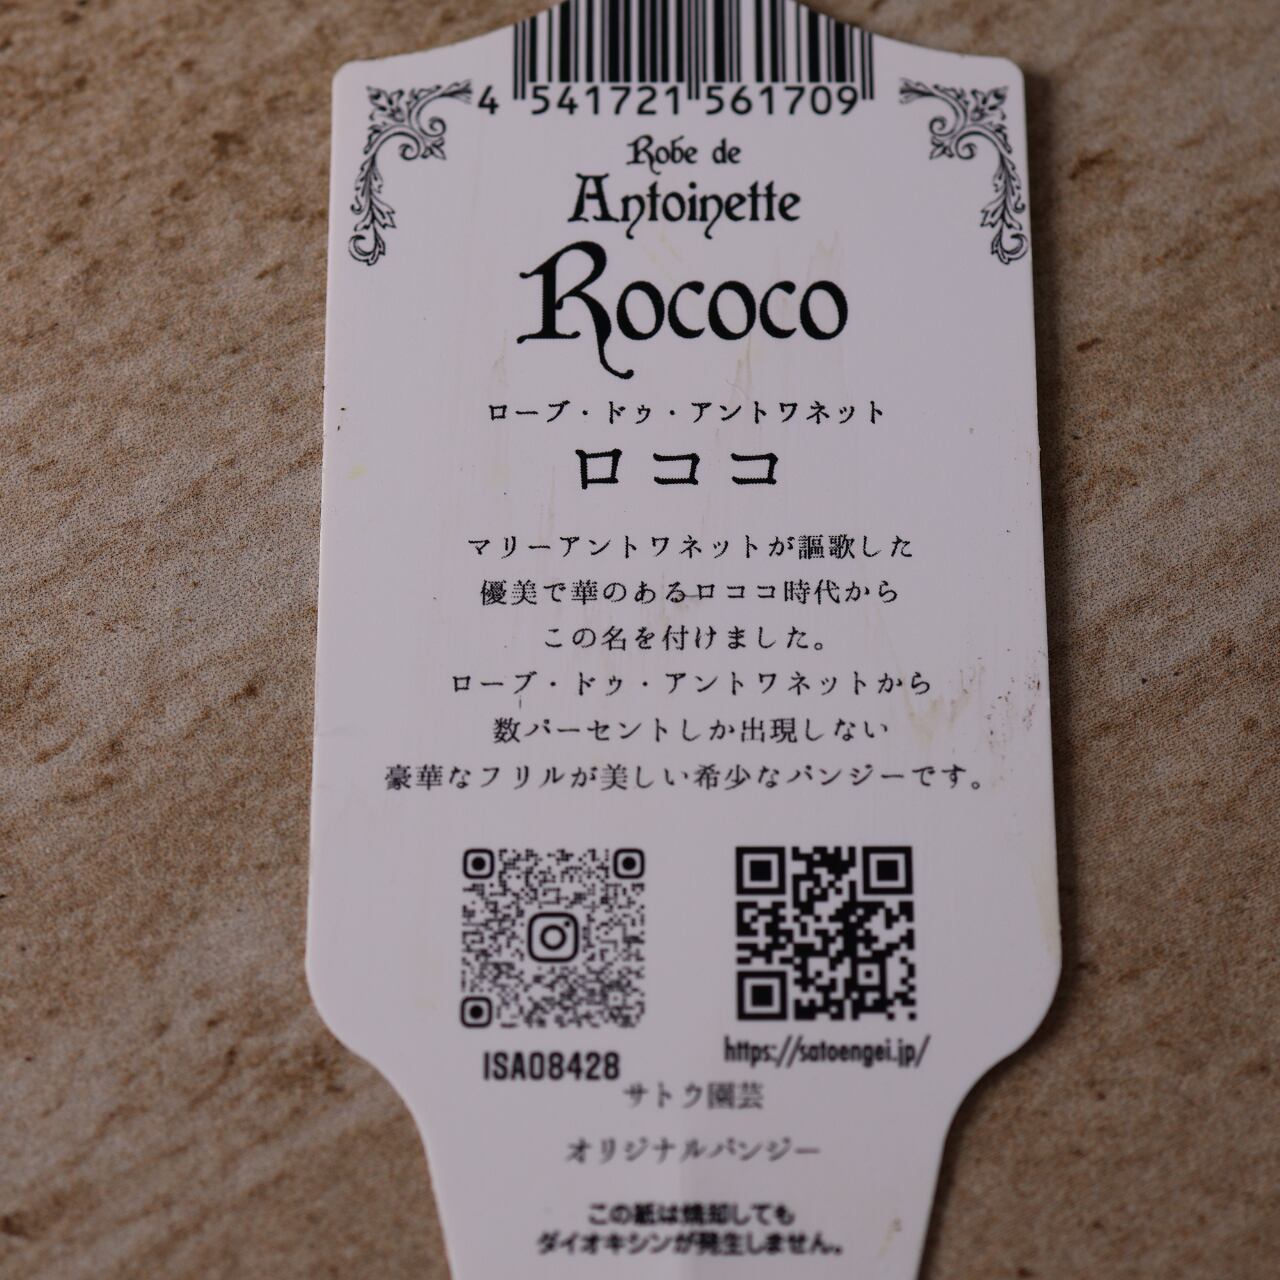 4 541721 561709
Robe de
Antoinette
Rococo
ローブ・ドゥ・アントワネット
ロココ
マリーアントワネットが謳歌した
優美で華のあるロココ時代から
この名を付けました。
ローブ・ドゥ・アントワネットから
数パーセントしか出現しない
豪華なフリルが美しい希少なパンジーです。
ISA08428
https://satoengei.jp/
サトウ園芸
オリジナルパンジー
この紙は焼却しても
ダイオキシンが発生しません。